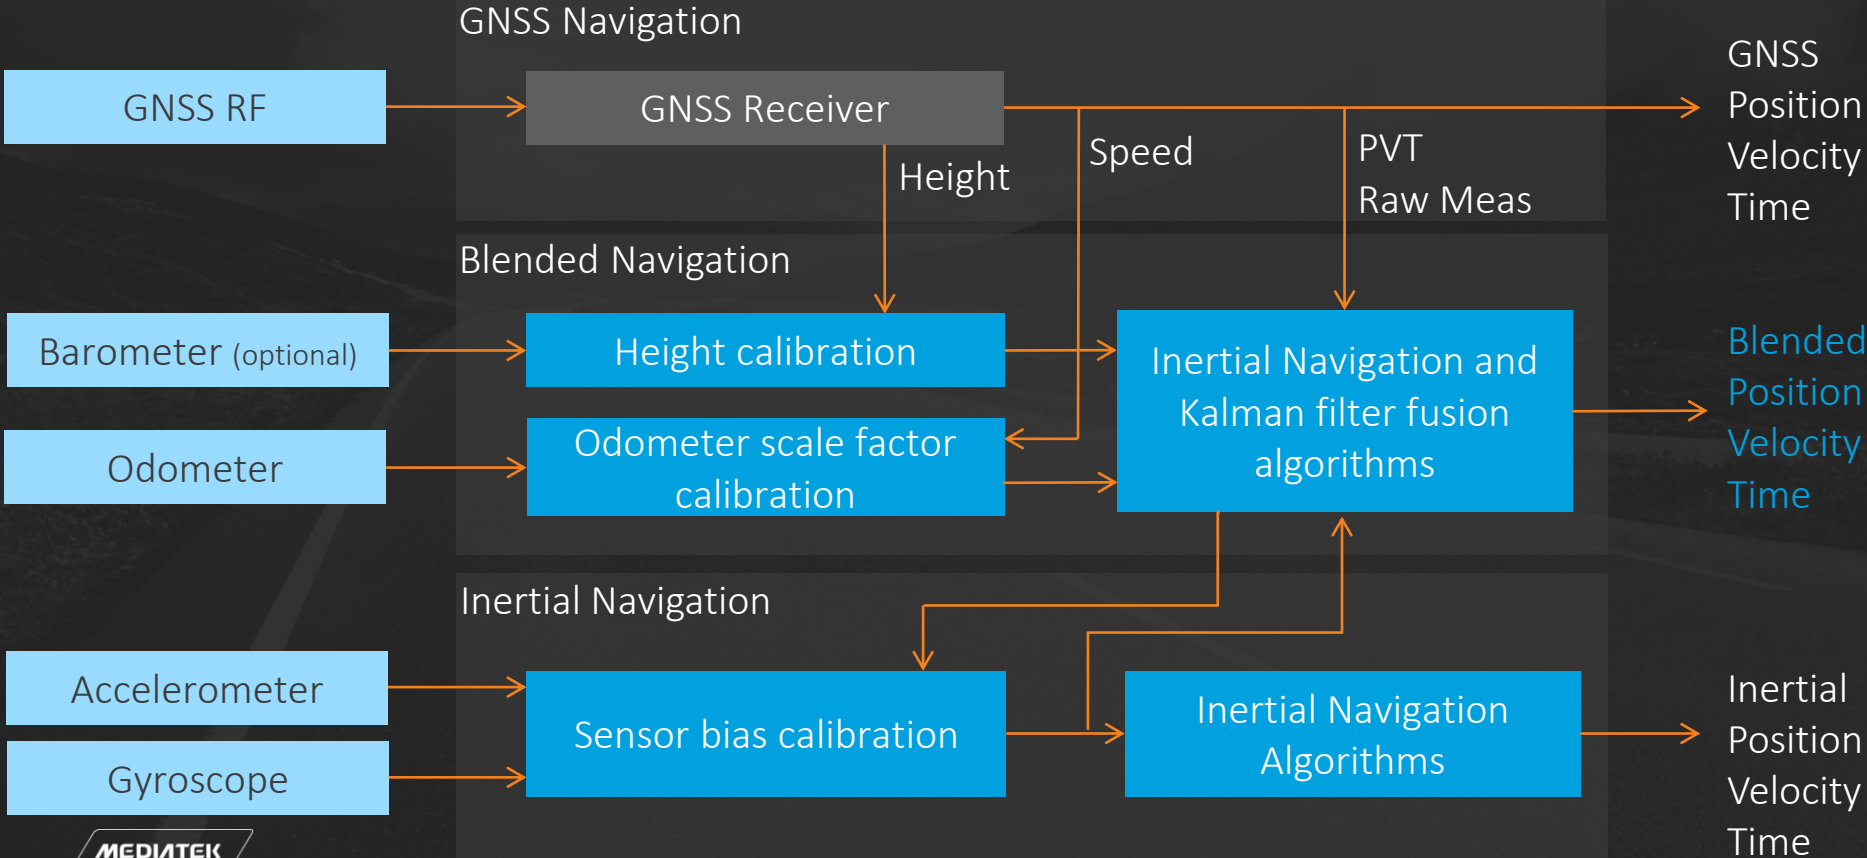 GNSS Navigation
GNSS RF
GNSS Receiver
Height
Speed
PVT
Raw Meas
GNSS
Position
Velocity
Time
Blended Navigation
Barometer (optional)
Height calibration
Odometer
Odometer scale factor
calibration
Inertial Navigation and
Kalman filter fusion
algorithms
Blended
Position
Velocity
Time
Inertial Navigation
Accelerometer
Gyroscope
Sensor bias calibration
Inertial Navigation
Algorithms
Inertial
Position
Velocity
Time
MEDIATEK